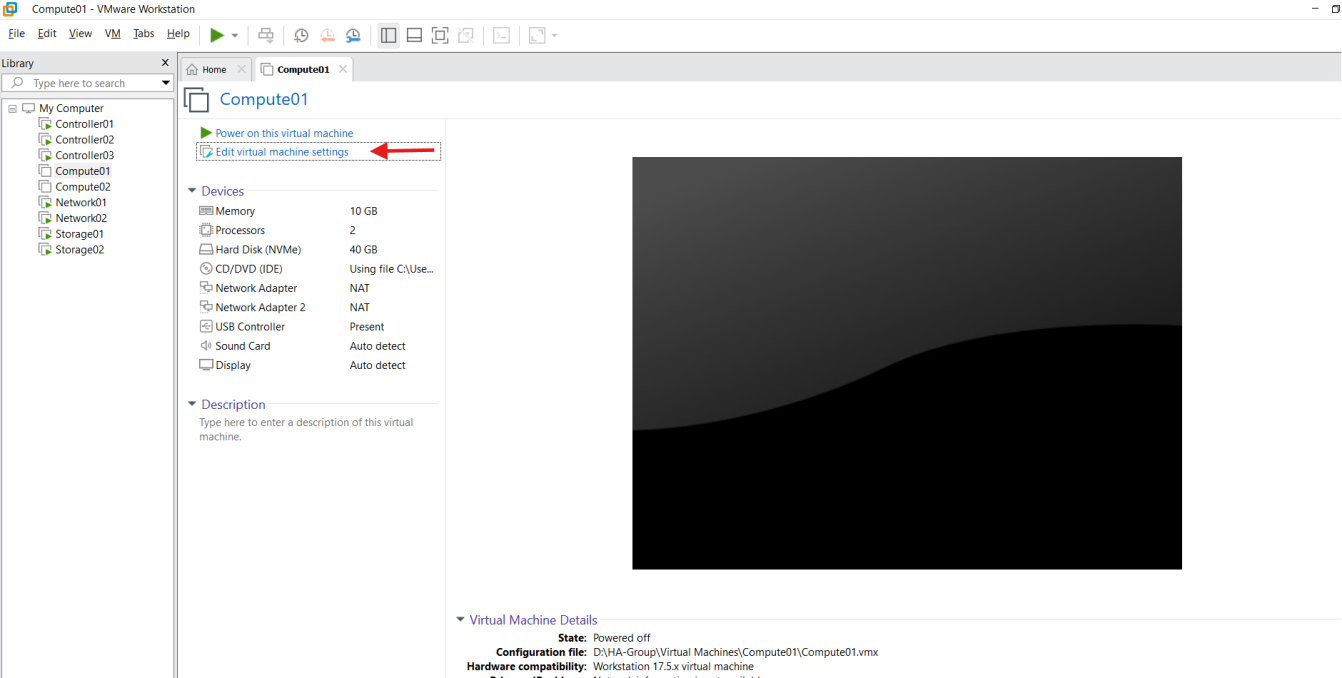 Compute01 - VMware Workstation
File Edit View VM Tabs Help
Library X
Home Compute01
Type here to search
Compute01
My Computer
Controller01
Controller02
Controller03
Compute01
Compute02
Network01
Network02
Storage01
Storage02
Power on this virtual machine
Edit virtual machine settings
Devices
Memory 10 GB
Processors 2
Hard Disk (NVMe) 40 GB
CD/DVD (IDE) Using file C:\Use...
Network Adapter NAT
Network Adapter 2 NAT
USB Controller Present
Sound Card Auto detect
Display Auto detect
Description
Type here to enter a description of this virtual
machine.
Virtual Machine Details
State: Powered off
Configuration file: D:\HA-Group\Virtual Machines\Compute01\Compute01.vmx
Hardware compatibility: Workstation 17.5.x virtual machine